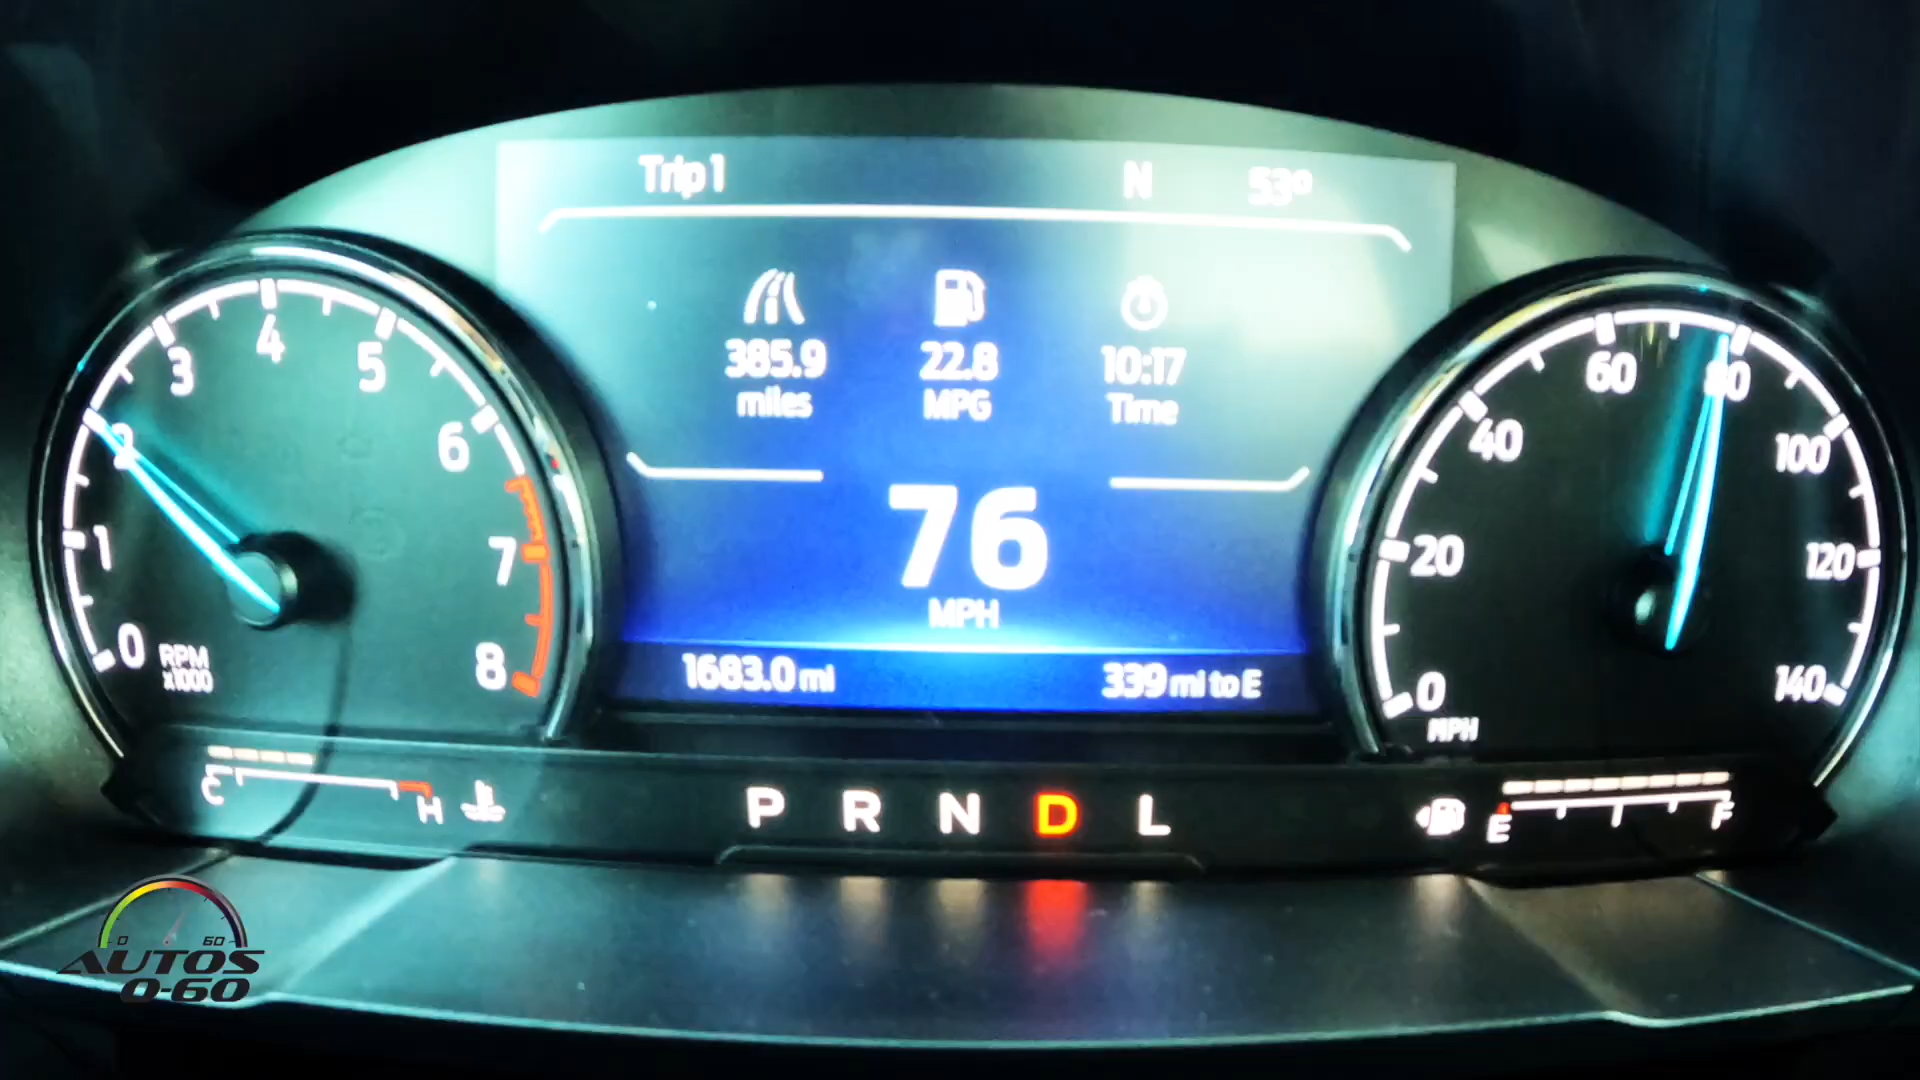 Trip 1 N 53°
385.9 22.8 10:17
miles MPG Time
76
MPH
1683.0 mi 339 mi to E
0 1 2 3 4 5 6 7 8
RPM
x1000
0 20 40 60 80 100 120 140
MPH
C H
P R N D L
E F
0 60
AUTOS
0-60